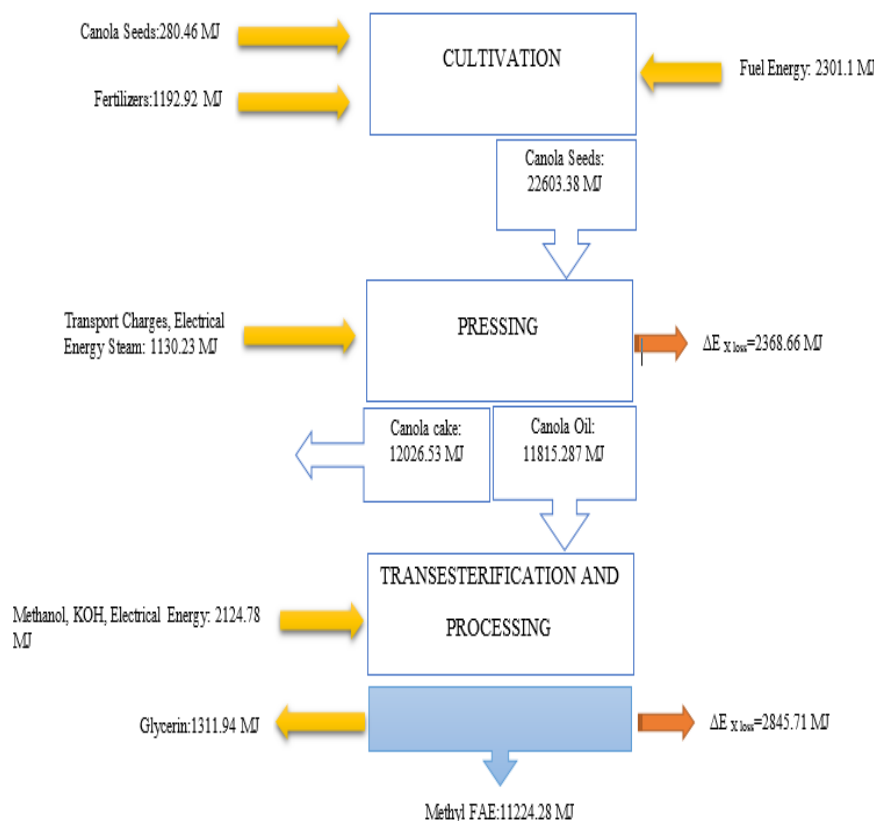 Canola Seeds:280.46 MJ
CULTIVATION
Fuel Energy: 2301.1 MJ
Fertilizers:1192.92 MJ
Canola Seeds:
22603.38 MJ
Transport Charges, Electrical
Energy Steam: 1130.23 MJ
PRESSING
ΔE X loss=2368.66 MJ
Canola cake:
12026.53 MJ
Canola Oil:
11815.287 MJ
TRANSESTERIFICATION AND
PROCESSING
Methanol, KOH, Electrical Energy: 2124.78
MJ
Glycerin:1311.94 MJ
ΔE X loss=2845.71 MJ
Methyl FAE:11224.28 MJ